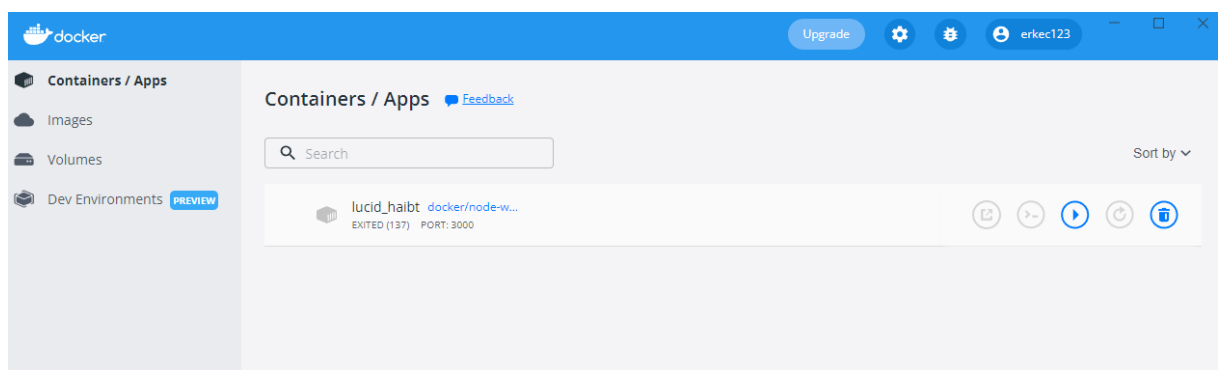 docker
Upgrade
erkec123
Containers / Apps
Images
Volumes
Dev Environments PREVIEW
Containers / Apps Feedback
Search
Sort by
lucid_haibt docker/node-w...
EXITED (137) PORT: 3000